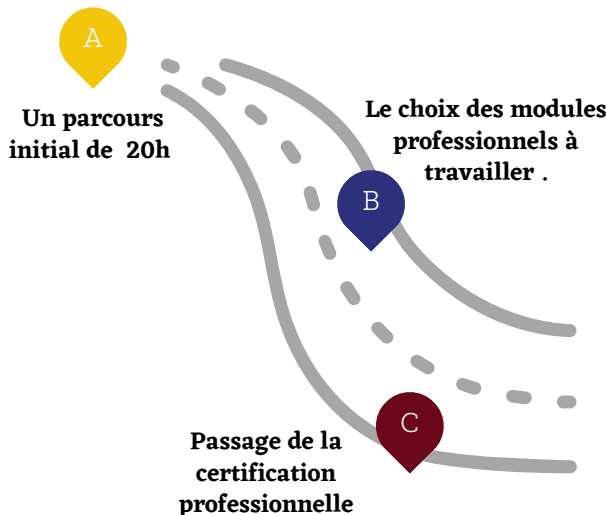 A
Un parcours
initial de 20h
Le choix des modules
professionnels à
travailler .
B
C
Passage de la
certification
professionnelle